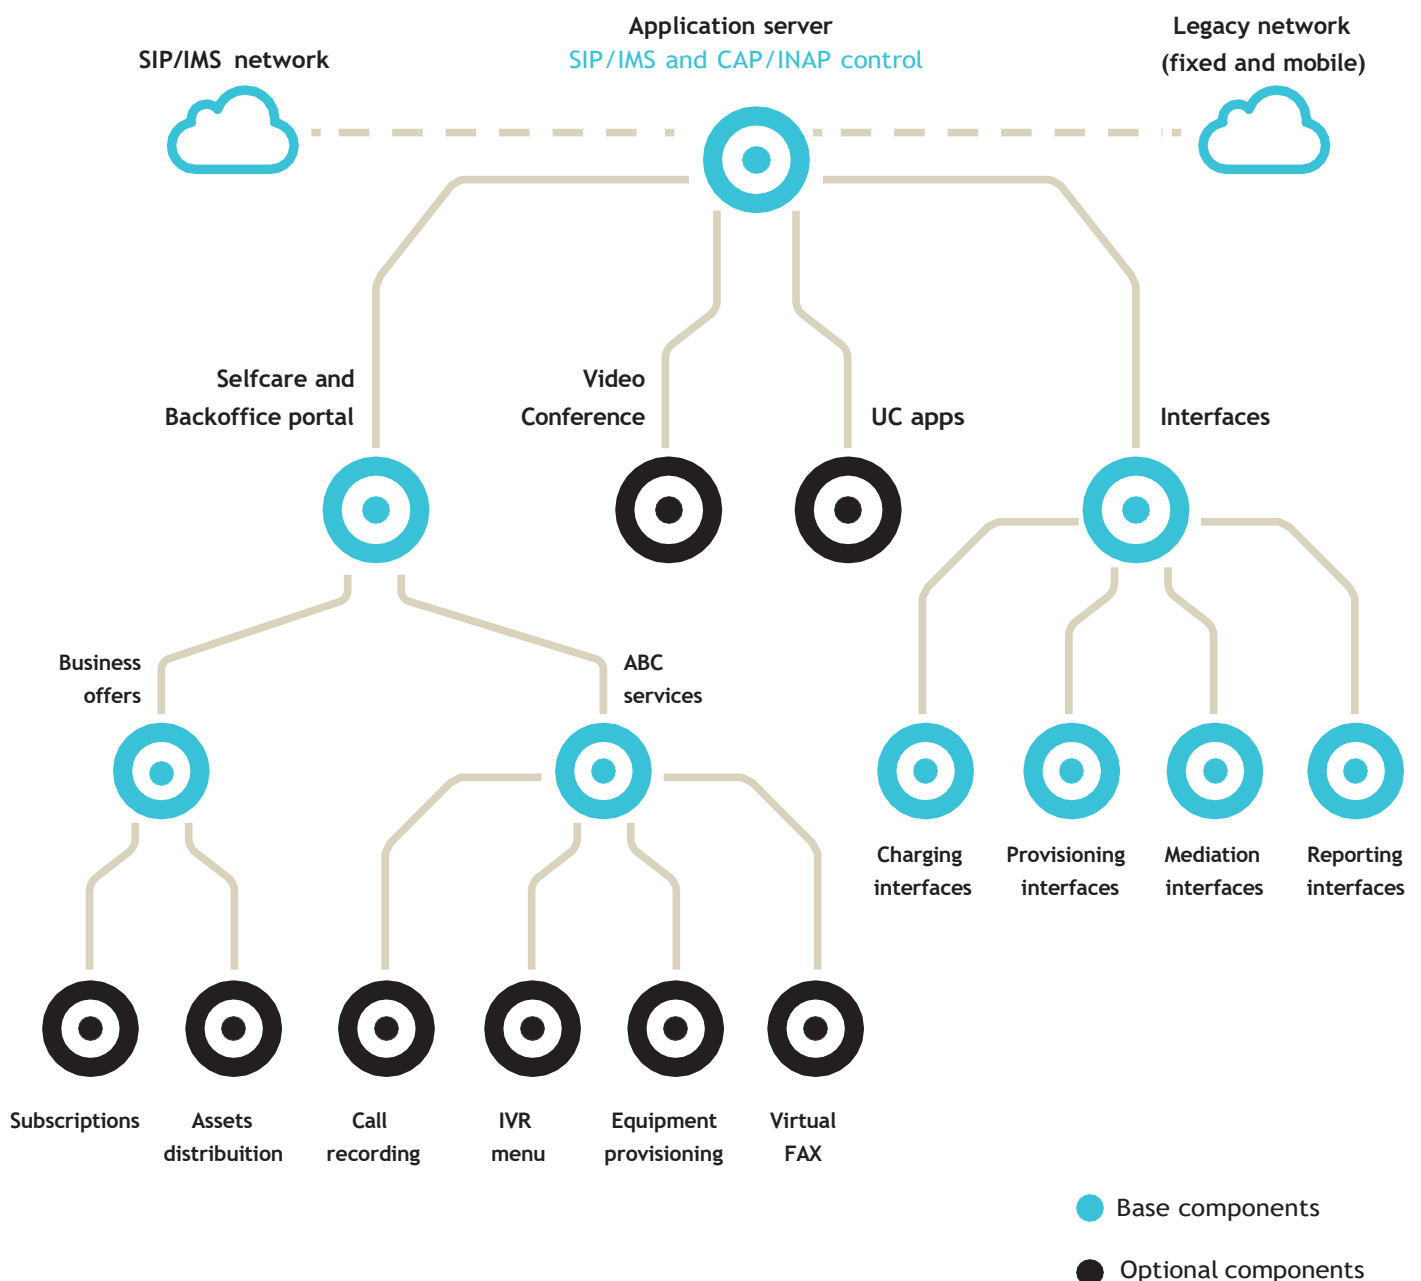 Application server
SIP/IMS and CAP/INAP control
SIP/IMS network
Legacy network
(fixed and mobile)
Selfcare and
Backoffice portal
Video
Conference
UC apps
Interfaces
Business
offers
ABC
services
Charging
interfaces
Provisioning
interfaces
Mediation
interfaces
Reporting
interfaces
Subscriptions
Assets
distribuition
Call
recording
IVR
menu
Equipment
provisioning
Virtual
FAX
Base components
Optional components